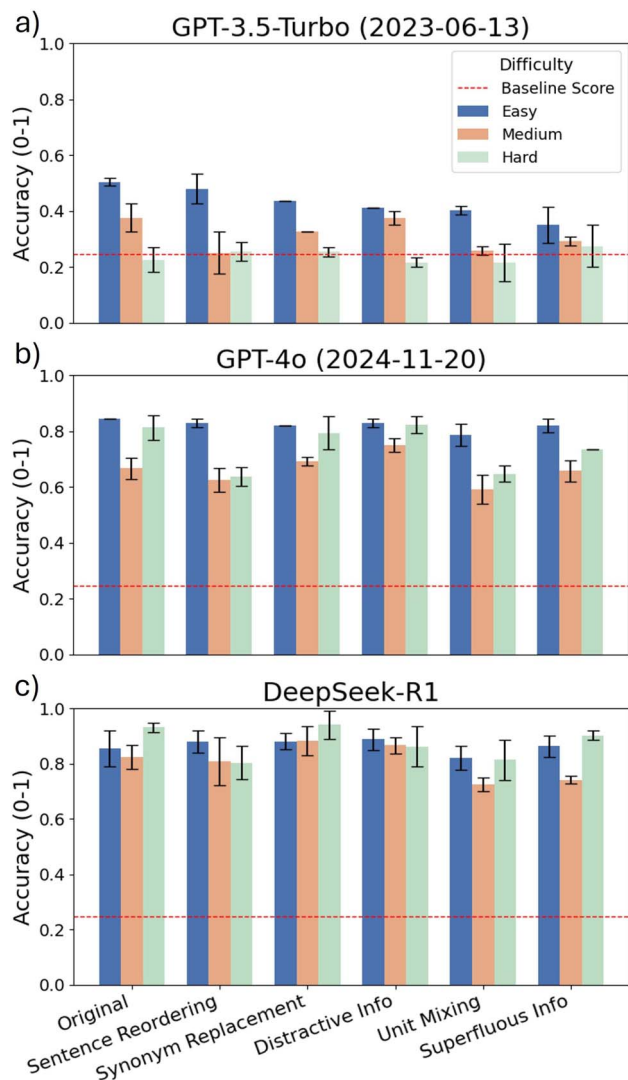 a)
GPT-3.5-Turbo (2023-06-13)
1.0
0.8
0.6
0.4
0.2
0.0
Accuracy (0-1)
Difficulty
Baseline Score
Easy
Medium
Hard
b)
GPT-4o (2024-11-20)
1.0
0.8
0.6
0.4
0.2
0.0
Accuracy (0-1)
c)
DeepSeek-R1
1.0
0.8
0.6
0.4
0.2
0.0
Accuracy (0-1)
Original
Sentence Reordering
Synonym Replacement
Distractive Info
Unit Mixing
Superfluous Info